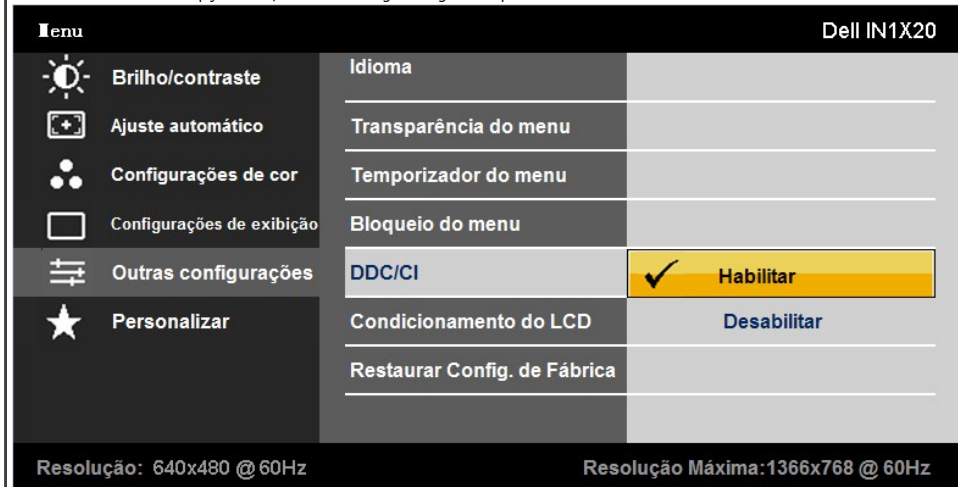 Menu
Dell IN1X20
Brilho/contraste
Ajuste automático
Configurações de cor
Configurações de exibição
Outras configurações
Personalizar
Idioma
Transparência do menu
Temporizador do menu
Bloqueio do menu
DDC/CI
Condicionamento do LCD
Restaurar Config. de Fábrica
Habilitar
Desabilitar
Resolução: 640x480 @ 60Hz
Resolução Máxima:1366x768 @ 60Hz